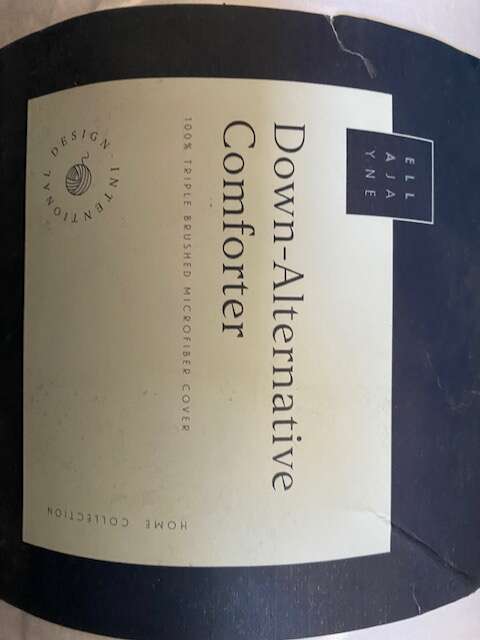 ELL
AJA
YNE
Down-Alternative
Comforter
100% TRIPLE BRUSHED MICROFIBER COVER
DESIGN · INTENTIONAL
HOME COLLECTION